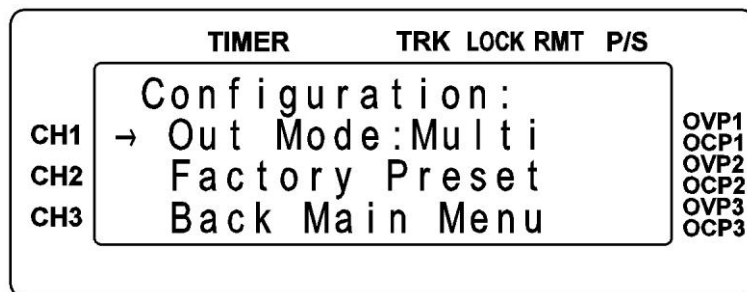 TIMER TRK LOCK RMT P/S
Configuration:
CH1 → Out Mode:Multi OVP1
OCP1
CH2 Factory Preset OVP2
OCP2
CH3 Back Main Menu OVP3
OCP3